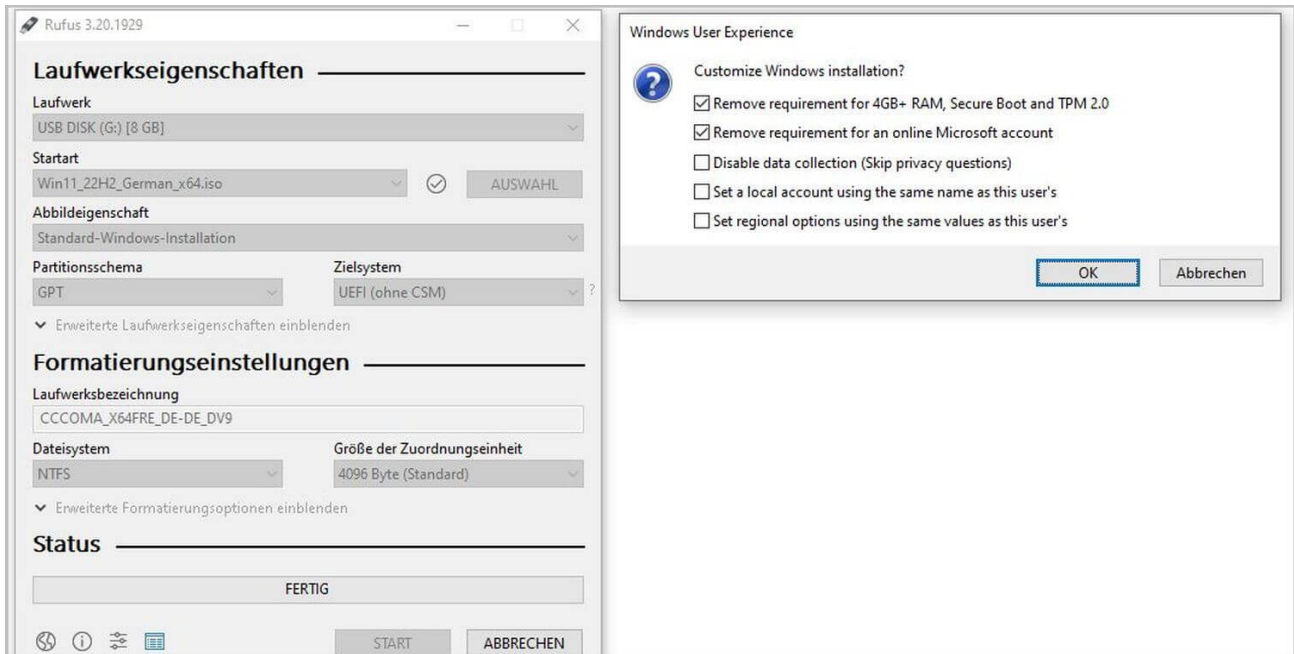 Rufus 3.20.1929
Laufwerkseigenschaften
Laufwerk
USB DISK (G:) [8 GB]
Startart
Win11_22H2_German_x64.iso
AUSWAHL
Abbildeigenschaft
Standard-Windows-Installation
Partitionsschema
Zielsystem
GPT
UEFI (ohne CSM)
?
Erweiterte Laufwerkseigenschaften einblenden
Formatierungseinstellungen
Laufwerksbezeichnung
CCCOMA_X64FRE_DE-DE_DV9
Dateisystem
Größe der Zuordnungseinheit
NTFS
4096 Byte (Standard)
Erweiterte Formatierungsoptionen einblenden
Status
FERTIG
START
ABBRECHEN
Windows User Experience
Customize Windows installation?
Remove requirement for 4GB+ RAM, Secure Boot and TPM 2.0
Remove requirement for an online Microsoft account
Disable data collection (Skip privacy questions)
Set a local account using the same name as this user's
Set regional options using the same values as this user's
OK
Abbrechen